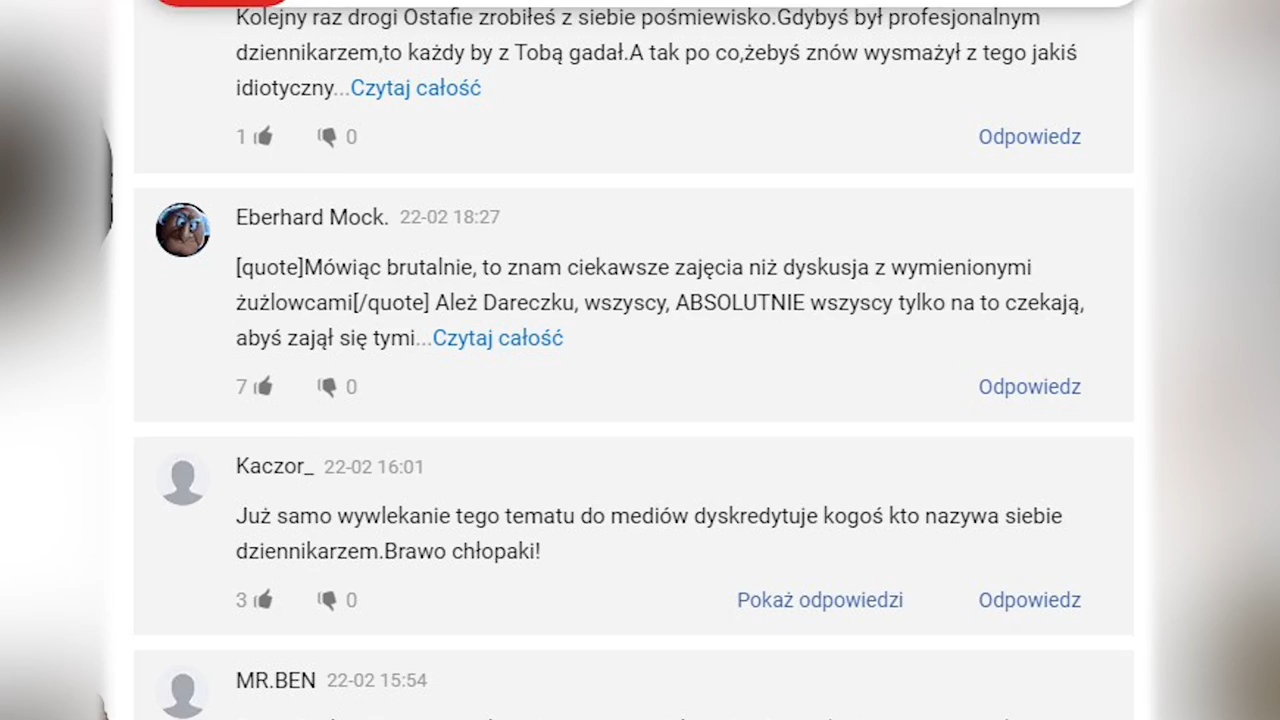 Kolejny raz drogi Ostafie zrobiłeś z siebie pośmiewisko.Gdybyś był profesjonalnym
dziennikarzem,to każdy by z Tobą gadał.A tak po co,żebyś znów wysmażył z tego jakiś
idiotyczny...Czytaj całość
1 0 Odpowiedz
Eberhard Mock. 22-02 18:27
[quote]Mówiąc brutalnie, to znam ciekawsze zajęcia niż dyskusja z wymienionymi
żużlowcami[/quote] Ależ Dareczku, wszyscy, ABSOLUTNIE wszyscy tylko na to czekają,
abyś zajął się tymi...Czytaj całość
7 0 Odpowiedz
Kaczor_ 22-02 16:01
Już samo wywlekanie tego tematu do mediów dyskredytuje kogoś kto nazywa siebie
dziennikarzem.Brawo chłopaki!
3 0 Pokaż odpowiedzi Odpowiedz
MR.BEN 22-02 15:54